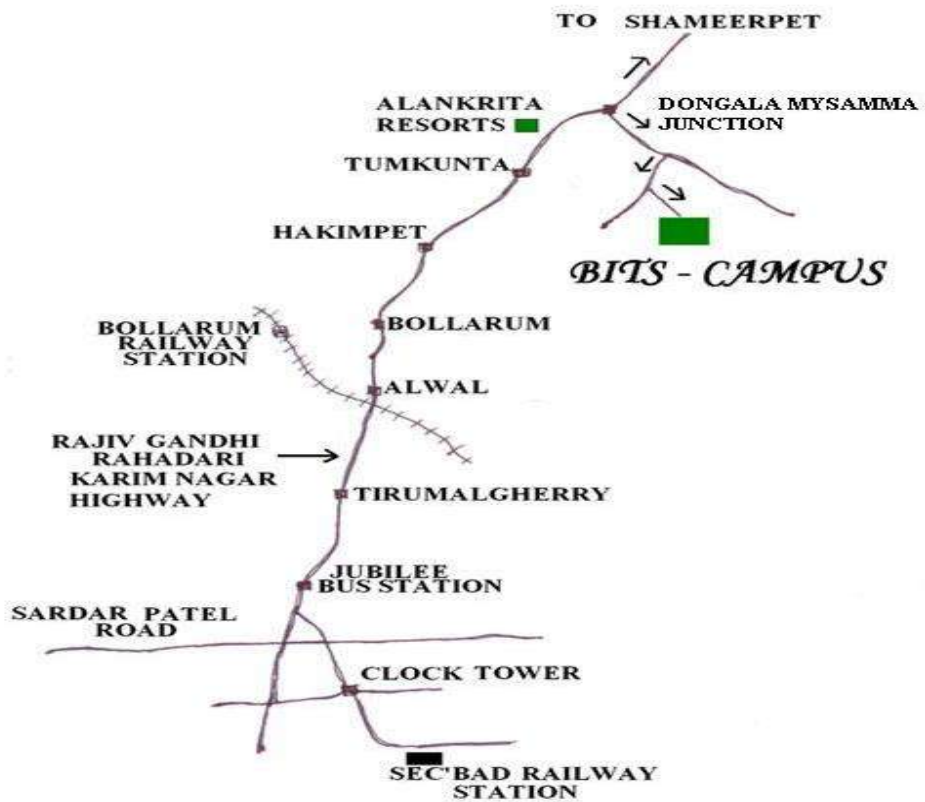 TO SHAMEERPET
ALANKRITA
RESORTS
DONGALA MYSAMMA
JUNCTION
TUMKUNTA
HAKIMPET
BITS - CAMPUS
BOLLARUM
RAILWAY
STATION
BOLLARUM
ALWAL
RAJIV GANDHI
RAHADARI
KARIM NAGAR
HIGHWAY
TIRUMALGHERRY
JUBILEE
BUS STATION
SARDAR PATEL
ROAD
CLOCK TOWER
SEC'BAD RAILWAY
STATION